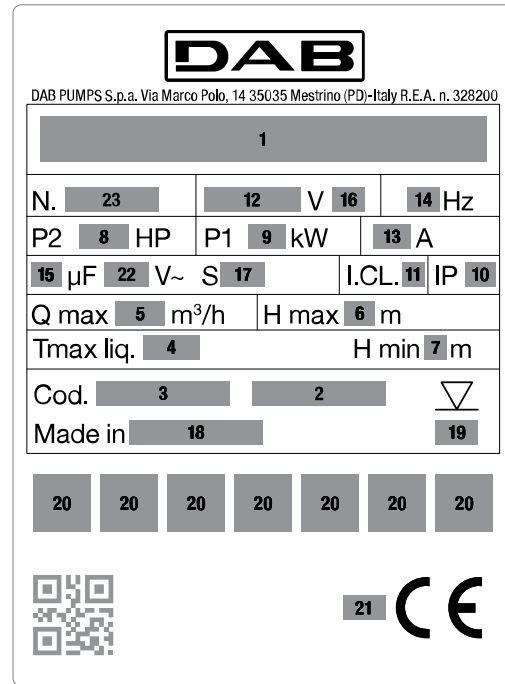 DAB
DAB PUMPS S.p.a. Via Marco Polo, 14 35035 Mestrino (PD)-Italy R.E.A. n. 328200
1
N. 23 12 V 16 14 Hz
P2 8 HP P1 9 kW 13 A
15 µF 22 V~ S 17 I.CL. 11 IP 10
Q max 5 m³/h H max 6 m
Tmax liq. 4 H min 7 m
Cod. 3 2
Made in 18 19
20 20 20 20 20 20 20
21 CE